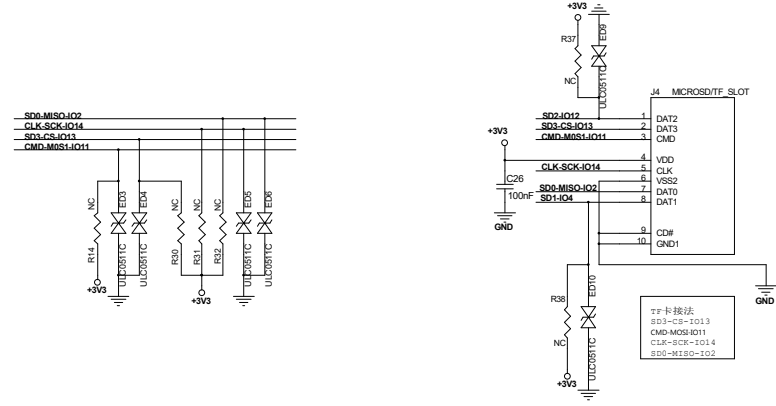 SD0-MISO-IO2
CLK-SCK-IO14
SD3-CS-IO13
CMD-M0S1-IO11
NC
ED3
ED4
NC
NC
NC
ED5
ED6
R14
ULC0511C
ULC0511C
R30
R31
R32
ULC0511C
ULC0511C
+3V3
+3V3
+3V3
R37
NC
ED9
ULC0511C
J4 MICROSD/TF_SLOT
SD2-IO12 1 DAT2
SD3-CS-IO13 2 DAT3
CMD-M0S1-IO11 3 CMD
+3V3
4 VDD
CLK-SCK-IO14 5 CLK
6 VSS2
SD0-MISO-IO2 7 DAT0
SD1-IO4 8 DAT1
C26
100nF
GND
9 CD#
10 GND1
GND
R38
NC
ED10
ULC0511C
+3V3
TF卡接法
SD3-CS-IO13
CMD-MOSI-IO11
CLK-SCK-IO14
SD0-MISO-IO2